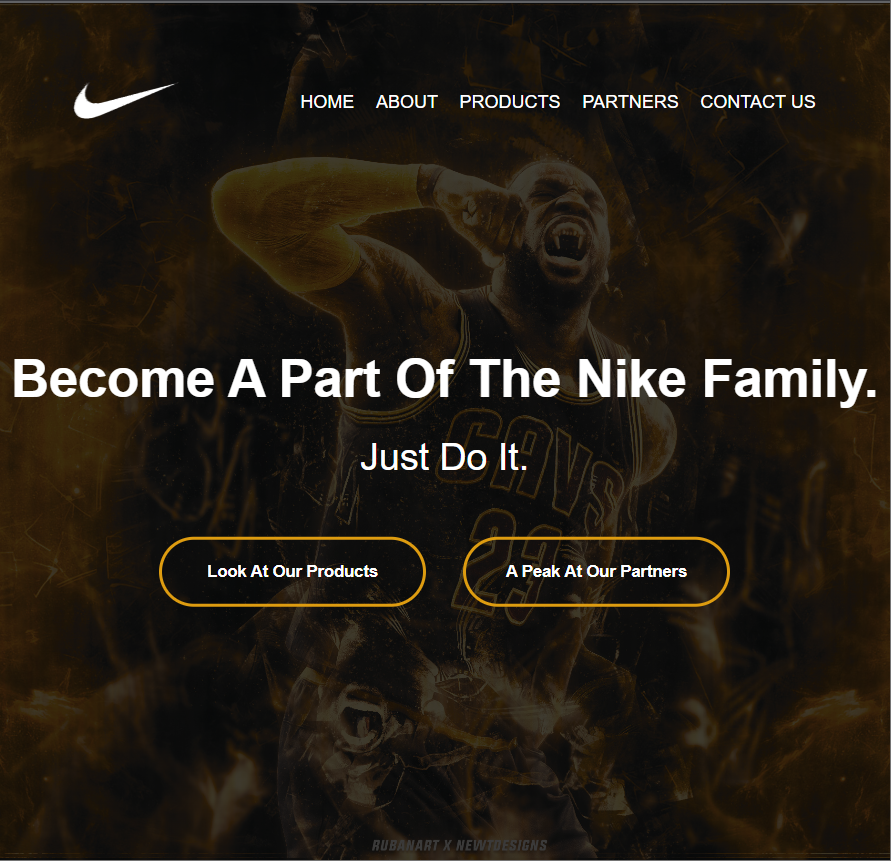 HOME ABOUT PRODUCTS PARTNERS CONTACT US
Become A Part Of The Nike Family.
Just Do It.
CAVS
23
Look At Our Products
A Peak At Our Partners
RUBANART X NEWTDESIGNS